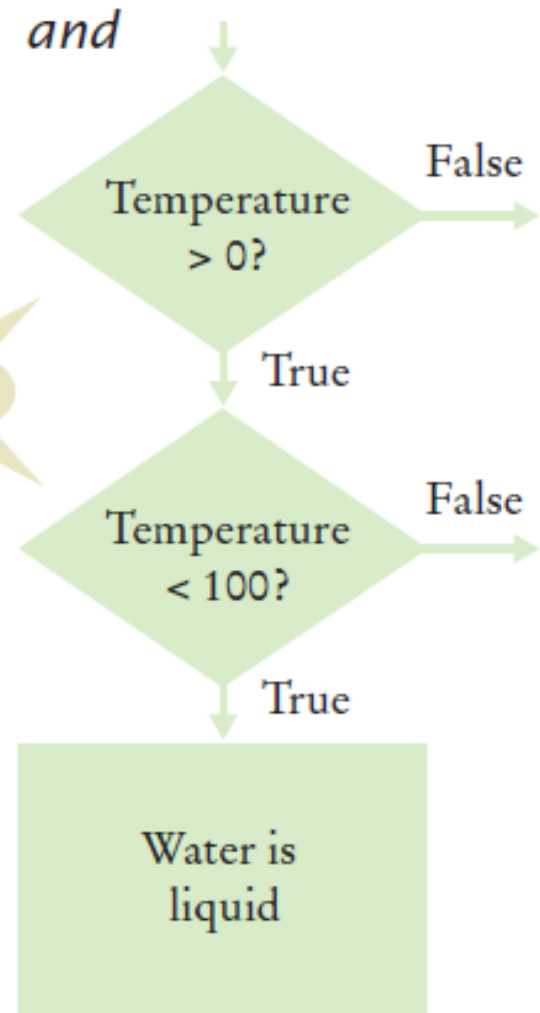 and
False
Temperature
> 0?
True
False
Temperature
< 100?
True
Water is
liquid